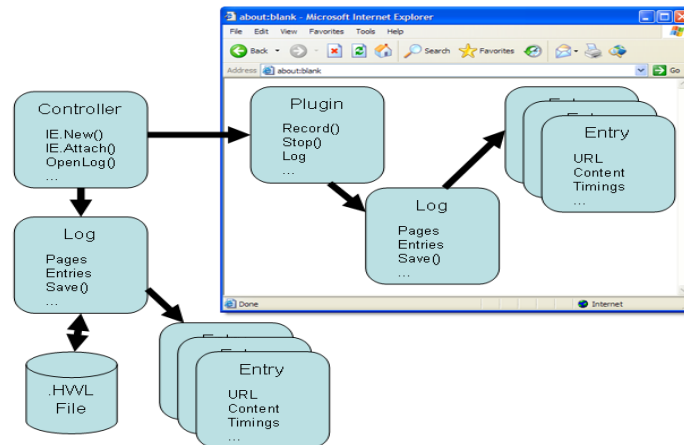 about:blank - Microsoft Internet Explorer
File Edit View Favorites Tools Help
Back Search Favorites
Address about:blank Go
Controller
IE.New()
IE.Attach()
OpenLog()
...
Plugin
Record()
Stop()
Log
...
Entry
URL
Content
Timings
...
Log
Pages
Entries
Save()
...
Done Internet
Log
Pages
Entries
Save()
...
.HWL
File
Entry
URL
Content
Timings
...